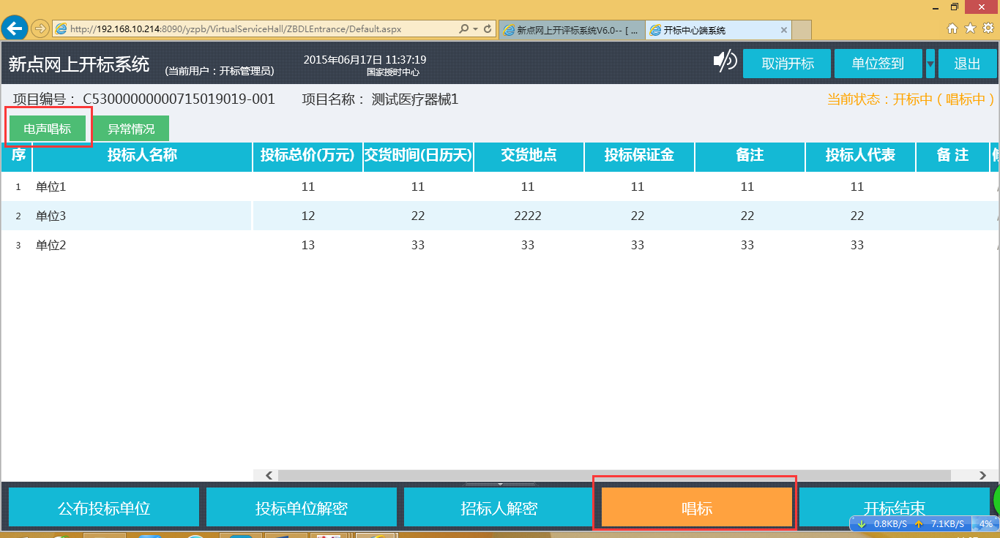 http://192.168.10.214:8090/yzpb/VirtualServiceHall/ZBDLEntrance/Default.aspx
新点网上开评标系统V6.0-- [ ...
开标中心端系统
新点网上开标系统 (当前用户：开标管理员)
2015年06月17日 11:37:19
国家授时中心
取消开标 单位签到 退出
项目编号： C53000000000715019019-001 项目名称： 测试医疗器械1 当前状态：开标中（唱标中）
电声唱标 异常情况
序 投标人名称 投标总价(万元) 交货时间(日历天) 交货地点 投标保证金 备注 投标人代表 备 注
1 单位1 11 11 11 11 11 11
2 单位3 12 22 2222 22 22 22
3 单位2 13 33 33 33 33 33
公布投标单位 投标单位解密 招标人解密 唱标 开标结束
0.8KB/S 7.1KB/S 4%